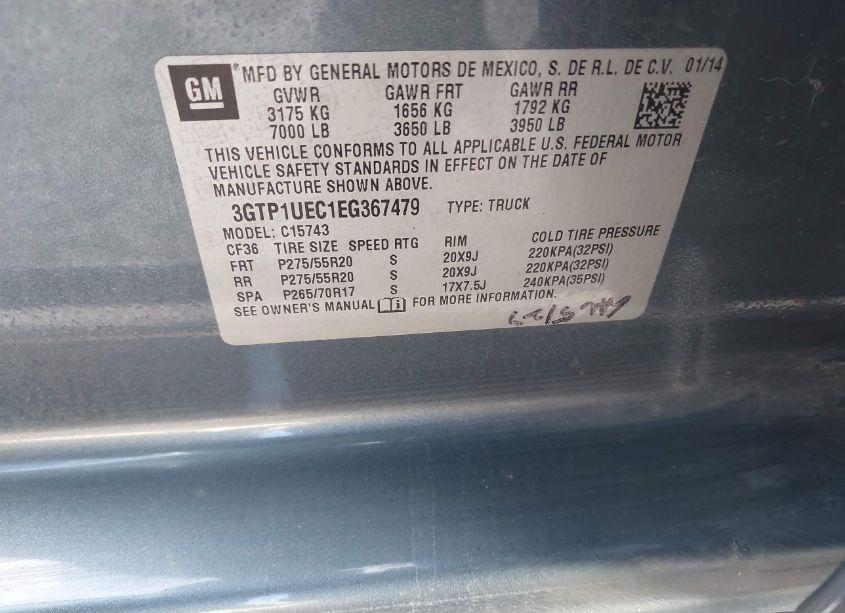 GM
*MFD BY GENERAL MOTORS DE MEXICO, S. DE R.L. DE C.V. 01/14
GVWR GAWR FRT GAWR RR
3175 KG 1656 KG 1792 KG
7000 LB 3650 LB 3950 LB
THIS VEHICLE CONFORMS TO ALL APPLICABLE U.S. FEDERAL MOTOR
VEHICLE SAFETY STANDARDS IN EFFECT ON THE DATE OF
MANUFACTURE SHOWN ABOVE.
3GTP1UEC1EG367479 TYPE: TRUCK
MODEL: C15743
CF36 TIRE SIZE SPEED RTG RIM COLD TIRE PRESSURE
FRT P275/55R20 S 20X9J 220KPA(32PSI)
RR P275/55R20 S 20X9J 220KPA(32PSI)
SPA P265/70R17 S 17X7.5J 240KPA(35PSI)
SEE OWNER'S MANUAL FOR MORE INFORMATION.